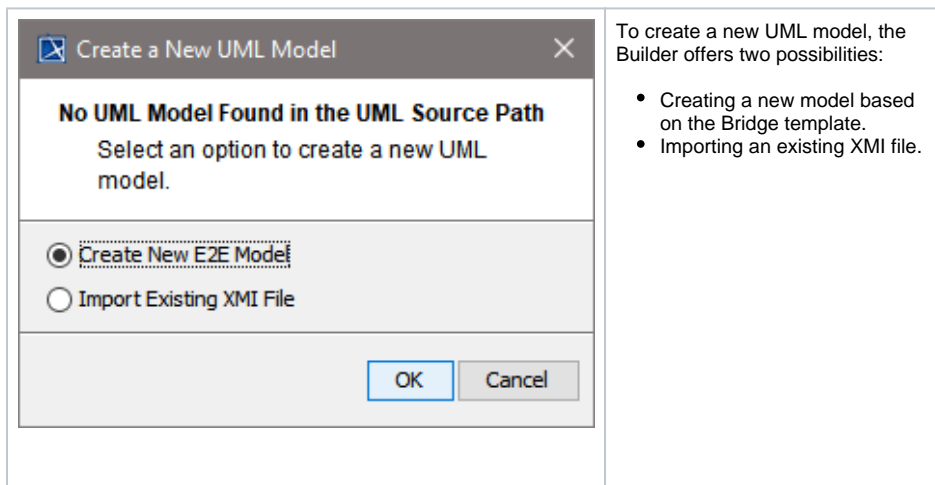 Create a New UML Model
No UML Model Found in the UML Source Path
Select an option to create a new UML
model.
Create New E2E Model
Import Existing XMI File
OK
Cancel
To create a new UML model, the
Builder offers two possibilities:
• Creating a new model based
on the Bridge template.
• Importing an existing XMI file.